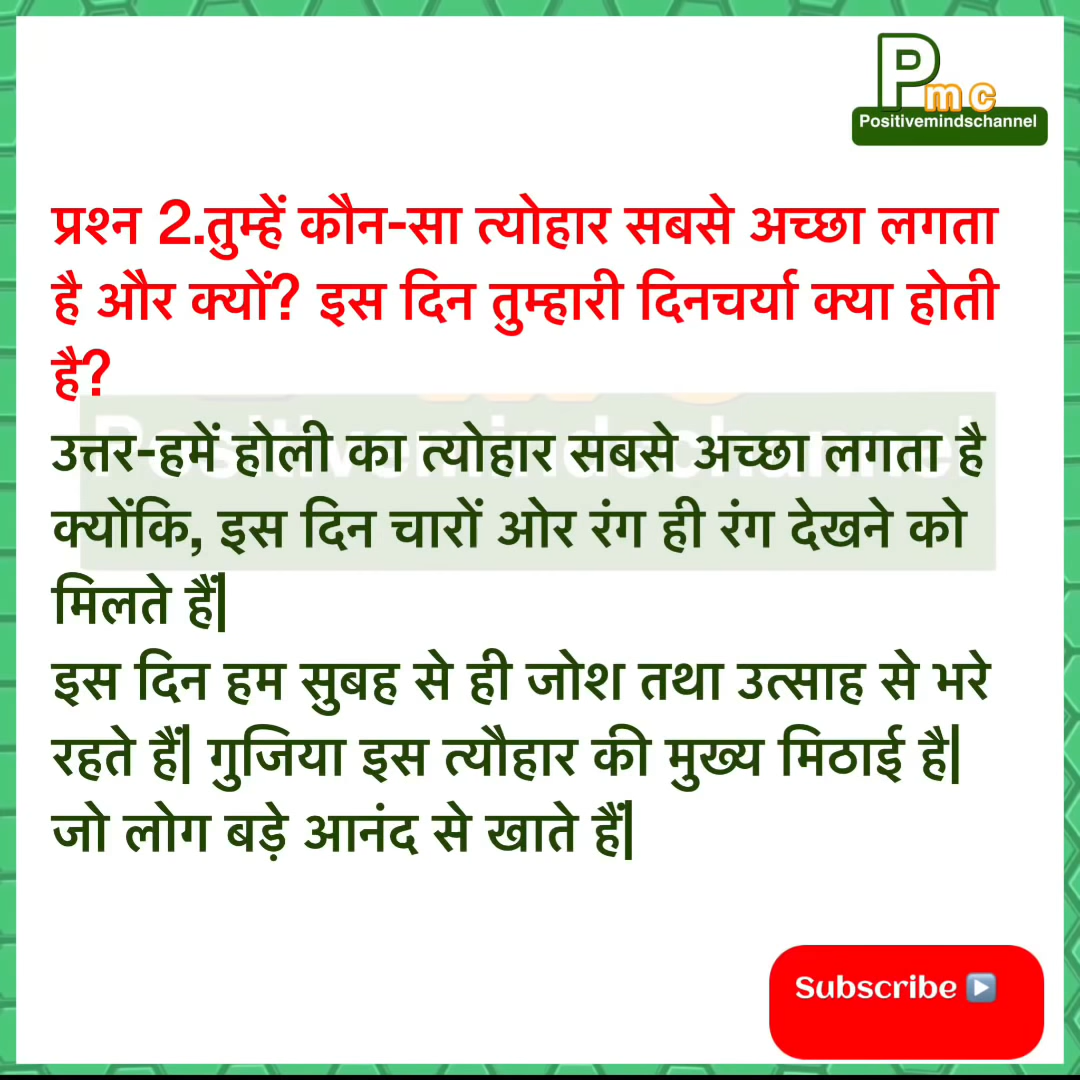 Pmc
Positivemindschannel
प्रश्न 2.तुम्हें कौन-सा त्योहार सबसे अच्छा लगता
है और क्यों? इस दिन तुम्हारी दिनचर्या क्या होती
है?
Positivemindschannel
उत्तर-हमें होली का त्योहार सबसे अच्छा लगता है
क्योंकि, इस दिन चारों ओर रंग ही रंग देखने को
मिलते हैं|
इस दिन हम सुबह से ही जोश तथा उत्साह से भरे
रहते हैं| गुजिया इस त्यौहार की मुख्य मिठाई है|
जो लोग बड़े आनंद से खाते हैं|
Subscribe